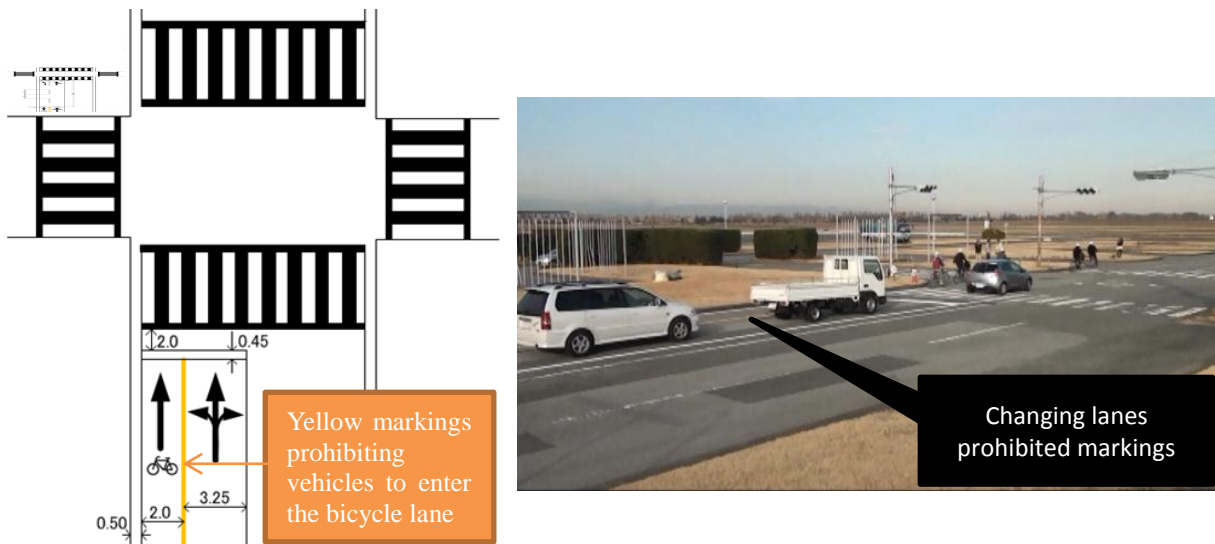 2.0
0.45
Yellow markings
prohibiting
vehicles to enter
the bicycle lane
3.25
0.50
2.0
Changing lanes
prohibited markings